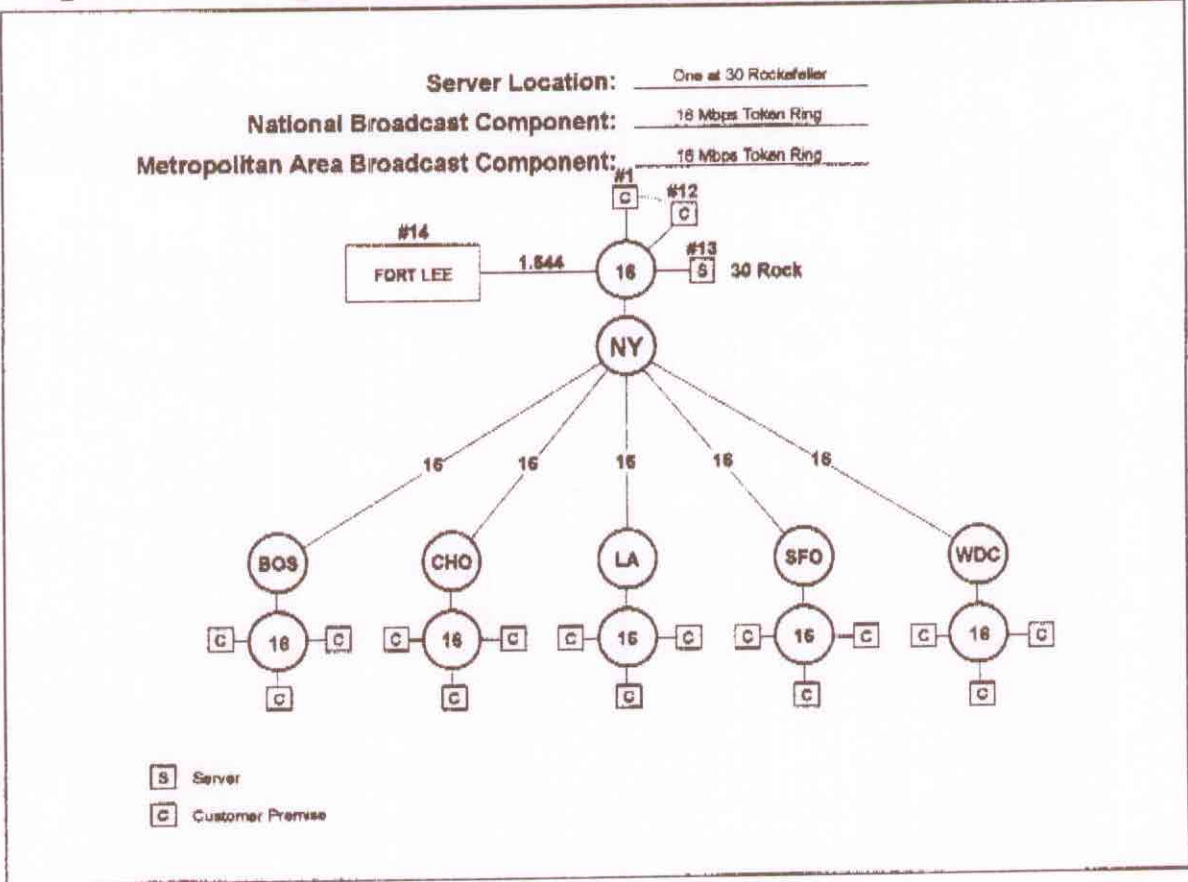 Server Location: One at 30 Rockefeller
National Broadcast Component: 16 Mbps Token Ring
Metropolitan Area Broadcast Component: 16 Mbps Token Ring
#1
C
#12
C
#14
FORT LEE
1.544
16
#13
S
30 Rock
NY
16 16 16 16 16
BOS CHO LA SFO WDC
C 16 C C 16 C C 16 C C 16 C C 16 C
C C C C C
S Server
C Customer Premise